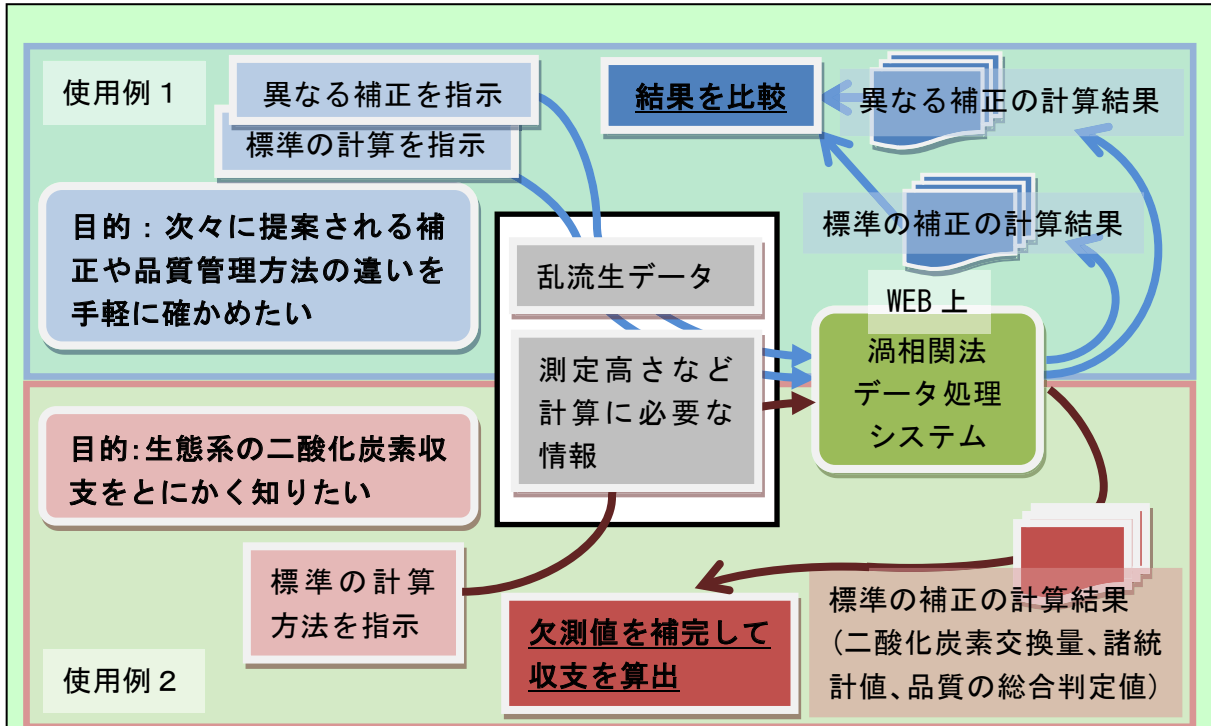 使用例１
異なる補正を指示
標準の計算を指示
結果を比較
異なる補正の計算結果
標準の補正の計算結果
目的：次々に提案される補
正や品質管理方法の違いを
手軽に確かめたい
乱流生データ
測定高さなど
計算に必要な
情報
WEB 上
渦相関法
データ処理
システム
目的:生態系の二酸化炭素収
支をとにかく知りたい
標準の計算
方法を指示
欠測値を補完して
収支を算出
標準の補正の計算結果
（二酸化炭素交換量、諸統
計値、品質の総合判定値）
使用例２